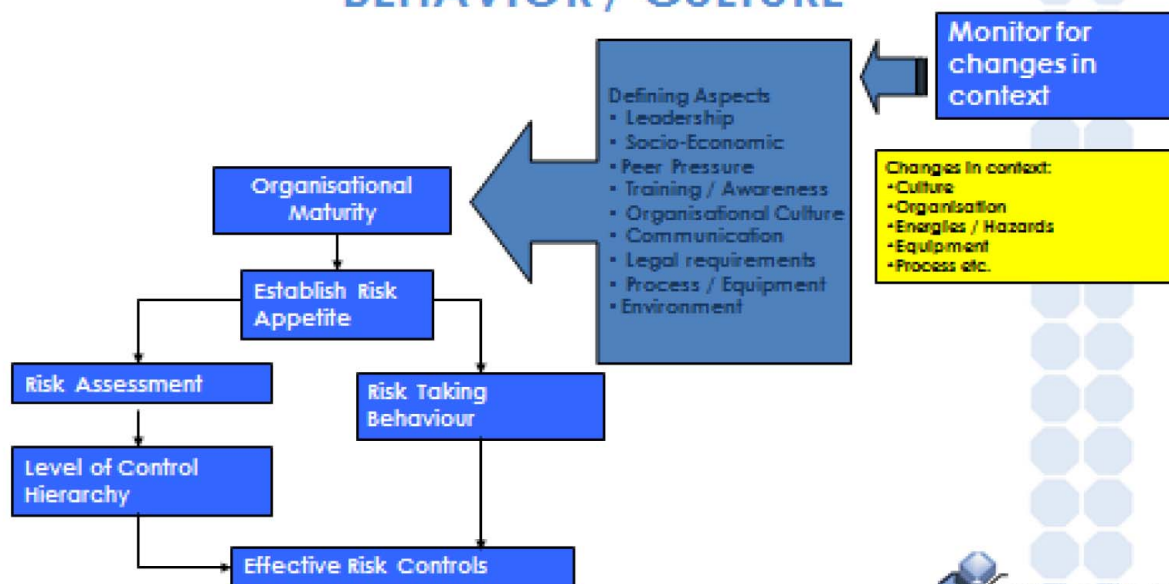 BEHAVIOR / CULTURE
Monitor for
changes in
context
Defining Aspects
• Leadership
• Socio-Economic
• Peer Pressure
• Training / Awareness
• Organisational Culture
• Communication
• Legal requirements
• Process / Equipment
• Environment
Changes in context:
•Culture
•Organisation
•Energies / Hazards
•Equipment
•Process etc.
Organisational
Maturity
Establish Risk
Appetite
Risk Assessment
Risk Taking
Behaviour
Level of Control
Hierarchy
Effective Risk Controls